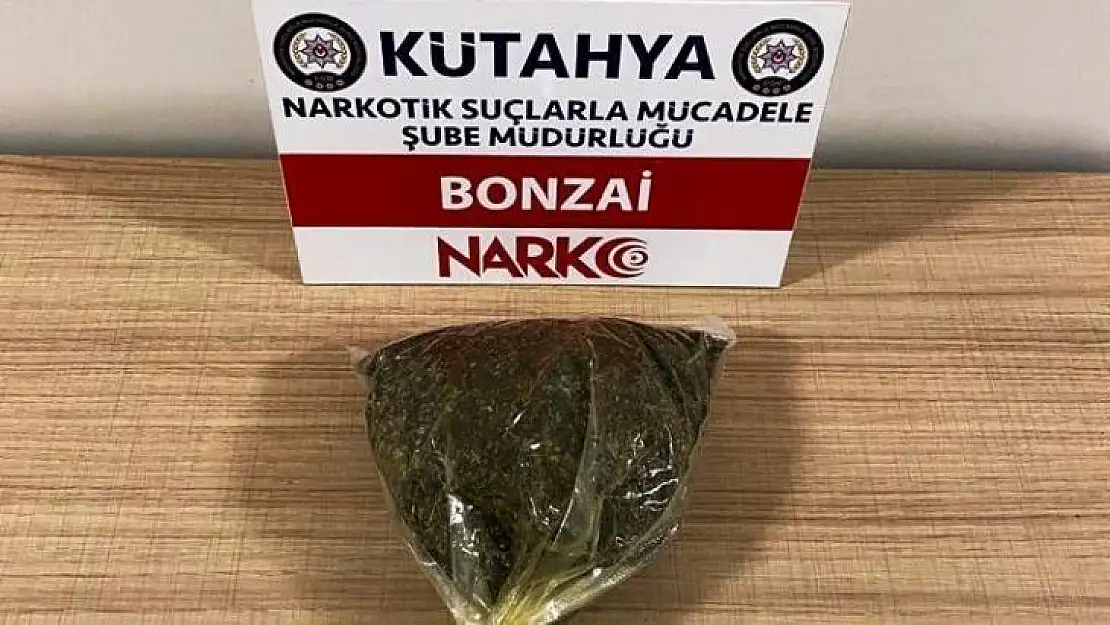 KÜTAHYA
NARKOTİK SUÇLARLA MÜCADELE
ŞUBE MÜDÜRLÜĞÜ
BONZAİ
NARKO